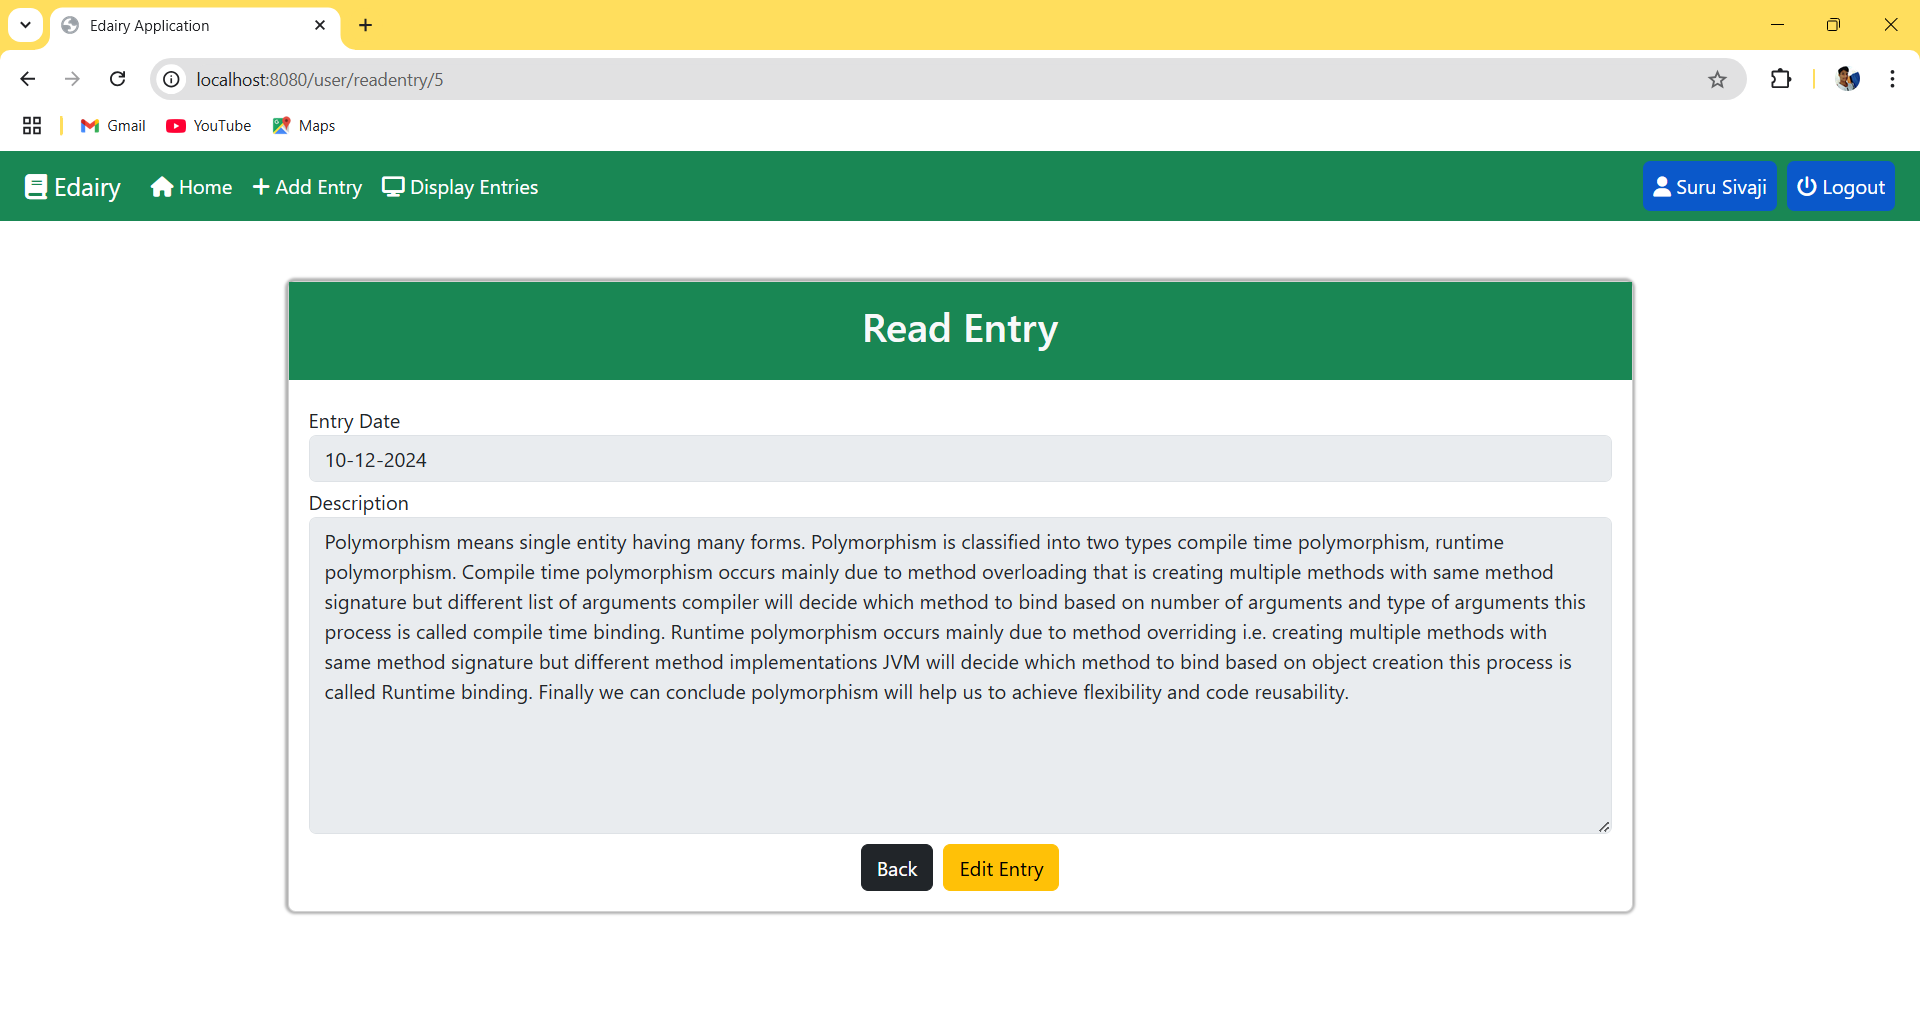 Edairy Application
localhost:8080/user/readentry/5
Gmail YouTube Maps
Edairy Home Add Entry Display Entries Suru Sivaji Logout
Read Entry
Entry Date
10-12-2024
Description
Polymorphism means single entity having many forms. Polymorphism is classified into two types compile time polymorphism, runtime
polymorphism. Compile time polymorphism occurs mainly due to method overloading that is creating multiple methods with same method
signature but different list of arguments compiler will decide which method to bind based on number of arguments and type of arguments this
process is called compile time binding. Runtime polymorphism occurs mainly due to method overriding i.e. creating multiple methods with
same method signature but different method implementations JVM will decide which method to bind based on object creation this process is
called Runtime binding. Finally we can conclude polymorphism will help us to achieve flexibility and code reusability.
Back Edit Entry